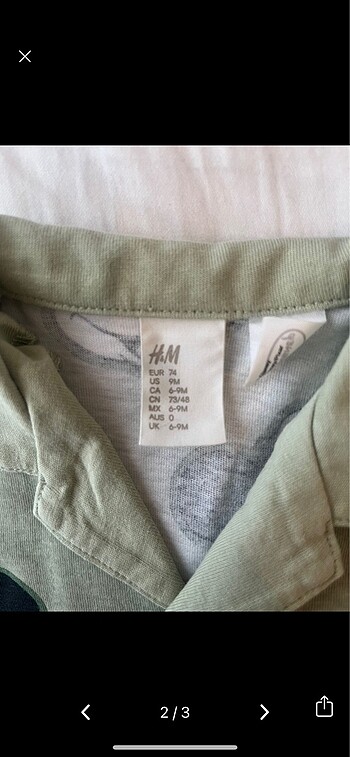 H&M
EUR 74
US 9M
CA 6-9M
CN 73/48
MX 6-9M
AUS 0
UK 6-9M
2/3